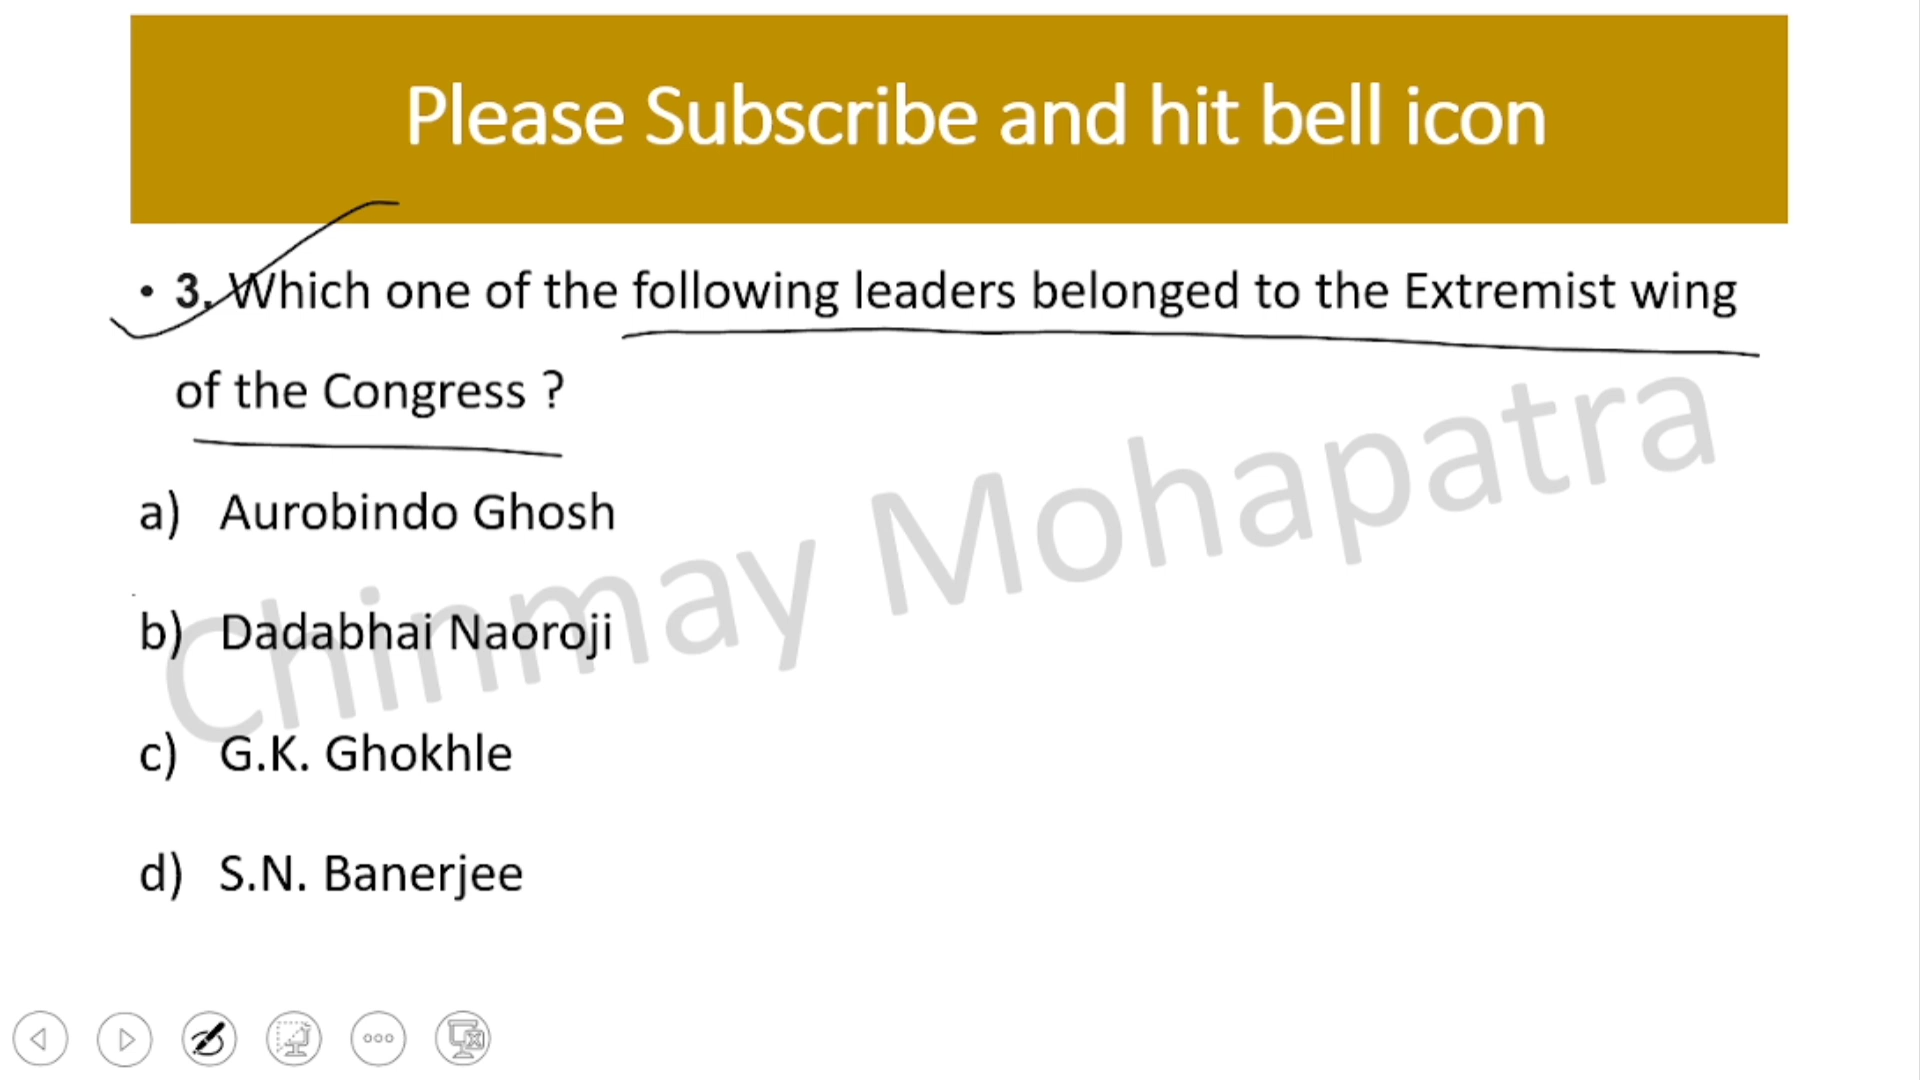 Please Subscribe and hit bell icon
• 3. Which one of the following leaders belonged to the Extremist wing
of the Congress ?
a) Aurobindo Ghosh
b) Dadabhai Naoroji
c) G.K. Ghokhle
d) S.N. Banerjee
Chinmay Mohapatra